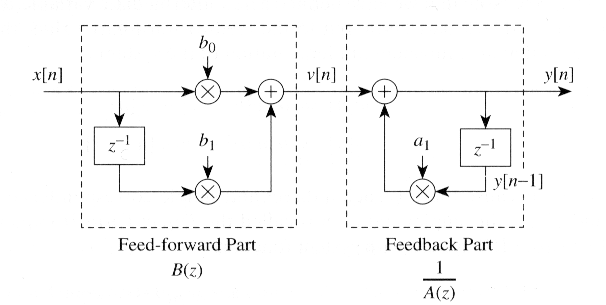 b₀
x[n] v[n] y[n]
z⁻¹ b₁ a₁ z⁻¹
y[n–1]
Feed-forward Part Feedback Part
B(z) 1
A(z)